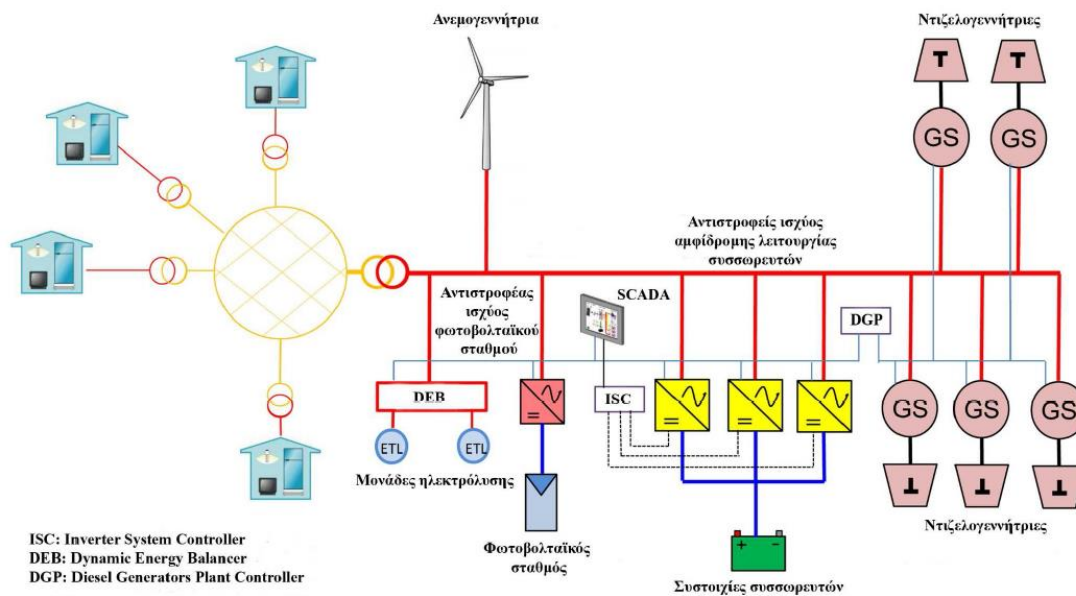 Ανεμογεννήτρια
Ντιζελογεννήτριες
T
T
GS
GS
Αντιστροφείς ισχύος
αμφίδρομης λειτουργίας
συσσωρευτών
Αντιστροφέας
ισχύος
φωτοβολταϊκού
σταθμού
SCADA
DGP
DEB
ISC
GS
GS
GS
ETL
ETL
Μονάδες ηλεκτρόλυσης
T
T
T
Ντιζελογεννήτριες
+ -
Φωτοβολταϊκός
σταθμός
Συστοιχίες συσσωρευτών
ISC: Inverter System Controller
DEB: Dynamic Energy Balancer
DGP: Diesel Generators Plant Controller